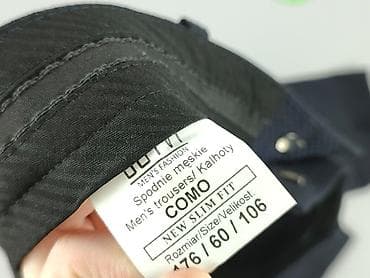 MEN'S FASHION
Spodnie męskie
Men's trousers/ Kalhoty
COMO
NEW SLIM FIT
Rozmiar/Size/Velikost:
176 / 60 / 106